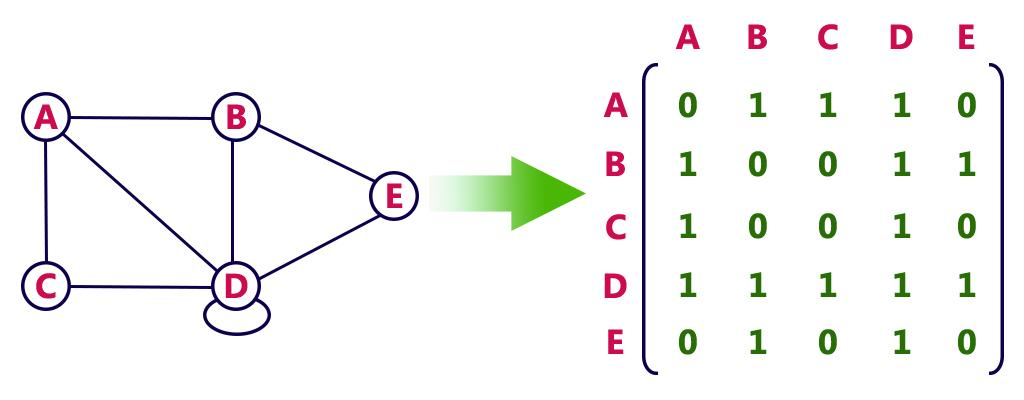 A B
E
C D
A B C D E
A 0 1 1 1 0
B 1 0 0 1 1
C 1 0 0 1 0
D 1 1 1 1 1
E 0 1 0 1 0